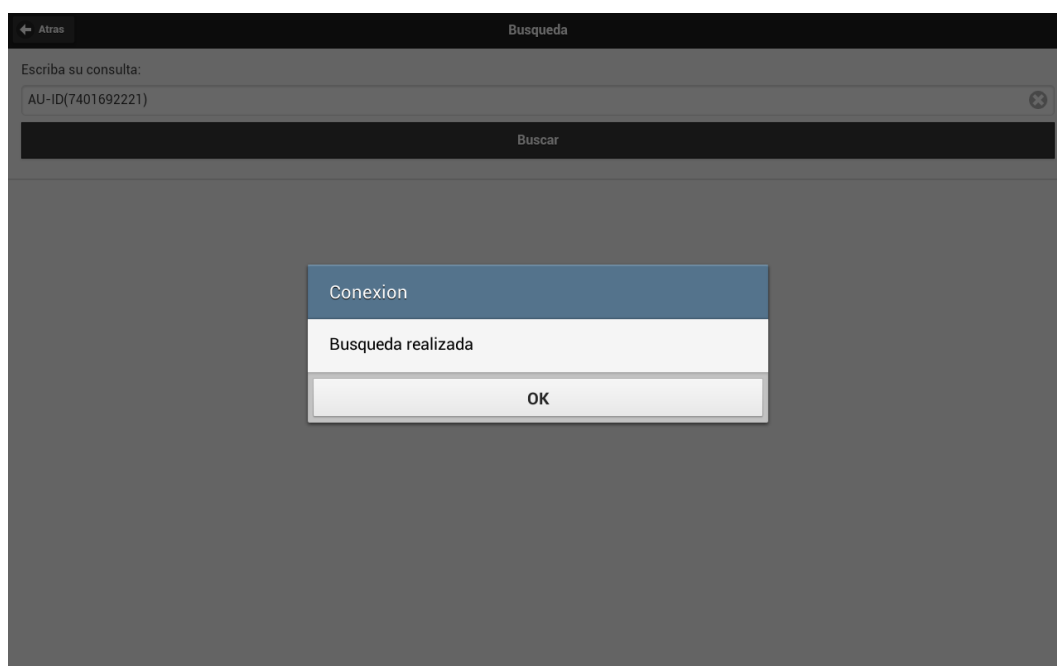 Atras
Busqueda
Escriba su consulta:
AU-ID(7401692221)
Buscar
Conexion
Busqueda realizada
OK